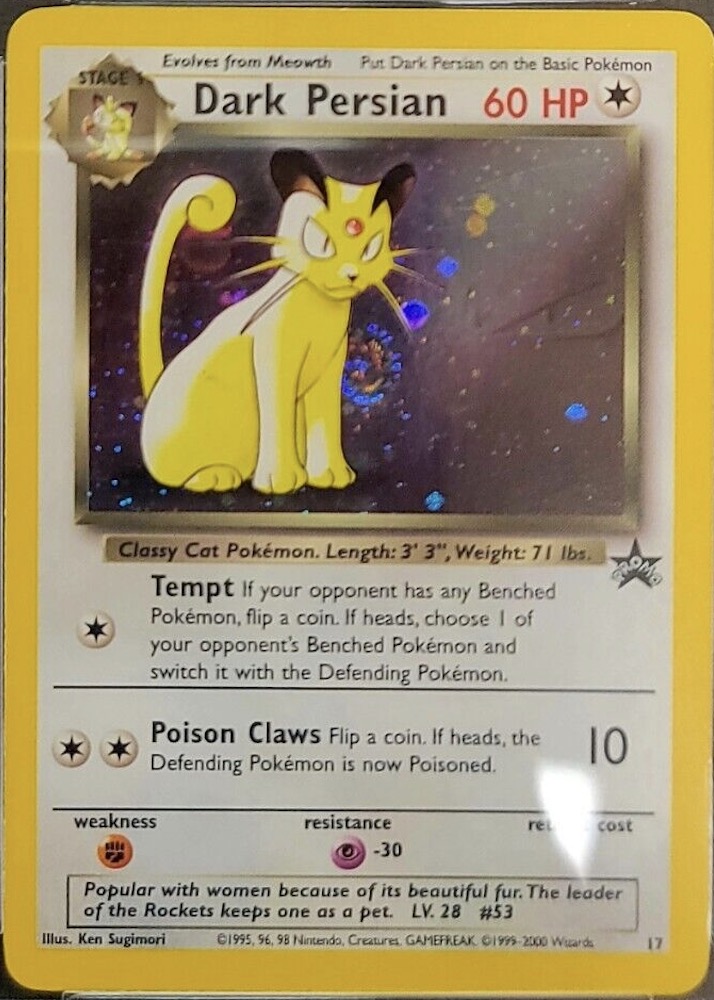 Evolves from Meowth Put Dark Persian on the Basic Pokémon
STAGE 1
Dark Persian 60 HP
Classy Cat Pokémon. Length: 3' 3", Weight: 71 lbs.
PROMO
Tempt If your opponent has any Benched
Pokémon, flip a coin. If heads, choose 1 of
your opponent's Benched Pokémon and
switch it with the Defending Pokémon.
Poison Claws Flip a coin. If heads, the
Defending Pokémon is now Poisoned.
10
weakness resistance cost
-30
Popular with women because of its beautiful fur. The leader
of the Rockets keeps one as a pet. LV. 28 #53
Illus. Ken Sugimori ©1995, 96, 98 Nintendo, Creatures, GAMEFREAK. ©1999-2000 Wizards. 17